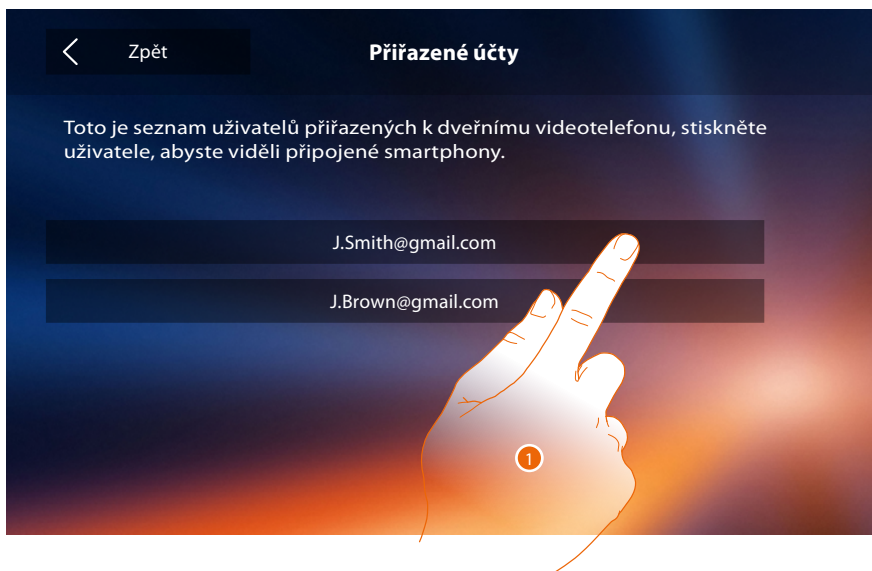 Zpět
Přiřazené účty
Toto je seznam uživatelů přiřazených k dveřnímu videotelefonu, stiskněte
uživatele, abyste viděli připojené smartphony.
J.Smith@gmail.com
J.Brown@gmail.com
1